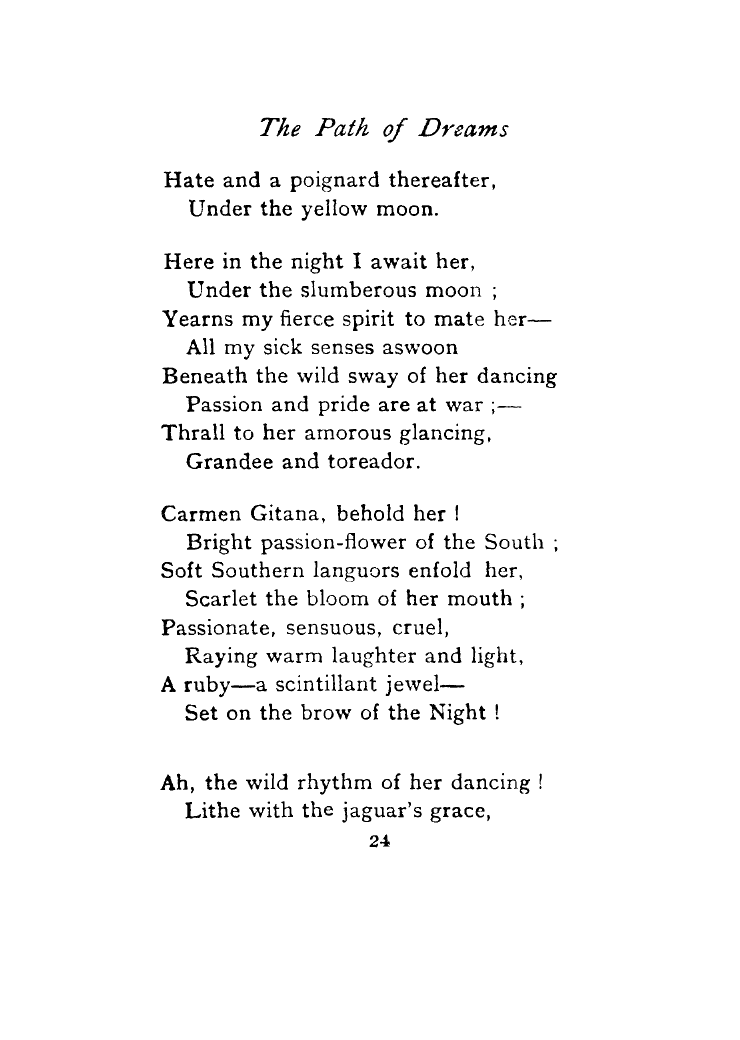 The Path of Dreams
Hate and a poignard thereafter,
Under the yellow moon.
Here in the night I await her,
Under the slumberous moon ;
Yearns my fierce spirit to mate her—
All my sick senses aswoon
Beneath the wild sway of her dancing
Passion and pride are at war ;—
Thrall to her amorous glancing,
Grandee and toreador.
Carmen Gitana, behold her !
Bright passion-flower of the South ;
Soft Southern languors enfold her,
Scarlet the bloom of her mouth ;
Passionate, sensuous, cruel,
Raying warm laughter and light,
A ruby—a scintillant jewel—
Set on the brow of the Night !
Ah, the wild rhythm of her dancing !
Lithe with the jaguar's grace,
24